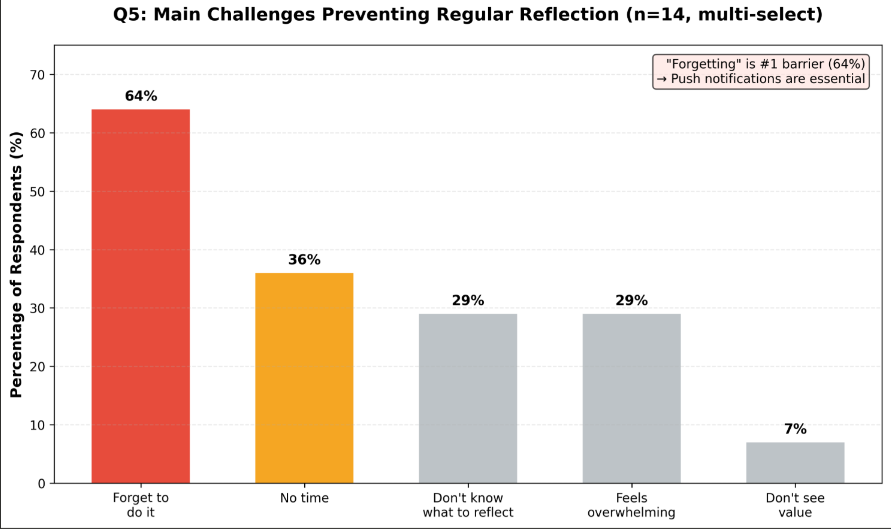 Q5: Main Challenges Preventing Regular Reflection (n=14, multi-select)
"Forgetting" is #1 barrier (64%)
→ Push notifications are essential
Percentage of Respondents (%)
70
60
50
40
30
20
10
0
64%
36%
29%
29%
7%
Forget to
do it
No time
Don't know
what to reflect
Feels
overwhelming
Don't see
value